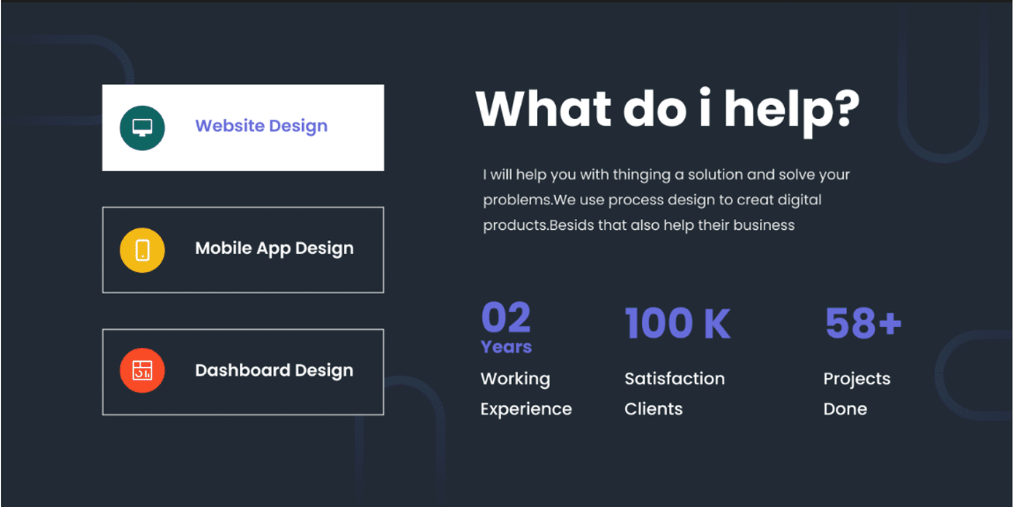 Website Design
Mobile App Design
Dashboard Design
What do i help?
I will help you with thinging a solution and solve your
problems.We use process design to creat digital
products.Besids that also help their business
02
Years
Working
Experience
100 K
Satisfaction
Clients
58+
Projects
Done